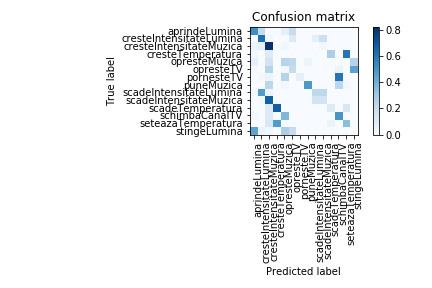 Confusion matrix
aprindeLumina
cresteIntensitateLumina
cresteIntensitateMuzica
cresteTemperatura
opresteMuzica
opresteTV
pornesteTV
puneMuzica
scadeIntensitateLumina
scadeIntensitateMuzica
scadeTemperatura
schimbaCanalTV
seteazaTemperatura
stingeLumina
True label
aprindeLumina
cresteIntensitateLumina
cresteIntensitateMuzica
cresteTemperatura
opresteMuzica
opresteTV
pornesteTV
puneMuzica
scadeIntensitateLumina
scadeIntensitateMuzica
scadeTemperatura
schimbaCanalTV
seteazaTemperatura
stingeLumina
Predicted label
0.8
0.6
0.4
0.2
0.0